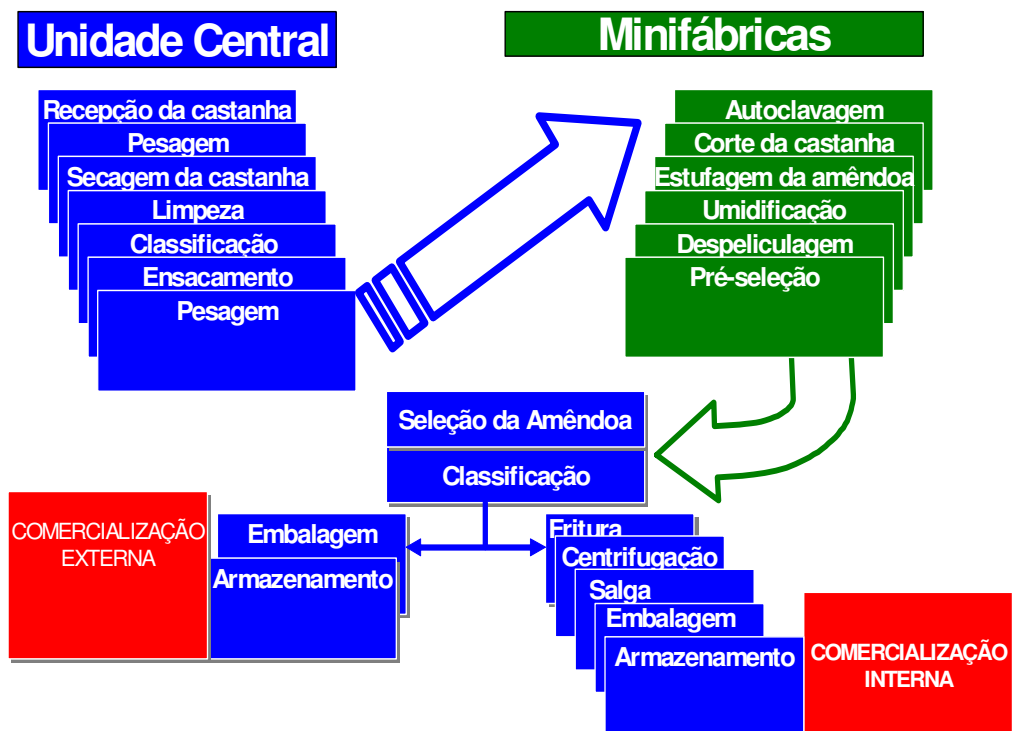 Unidade Central
Minifábricas
Recepção da castanha
Pesagem
Secagem da castanha
Limpeza
Classificação
Ensacamento
Pesagem
Autoclavagem
Corte da castanha
Estufagem da amêndoa
Umidificação
Despeliculagem
Pré-seleção
Seleção da Amêndoa
Classificação
COMERCIALIZAÇÃO
EXTERNA
Embalagem
Armazenamento
Fritura
Centrifugação
Salga
Embalagem
Armazenamento
COMERCIALIZAÇÃO
INTERNA